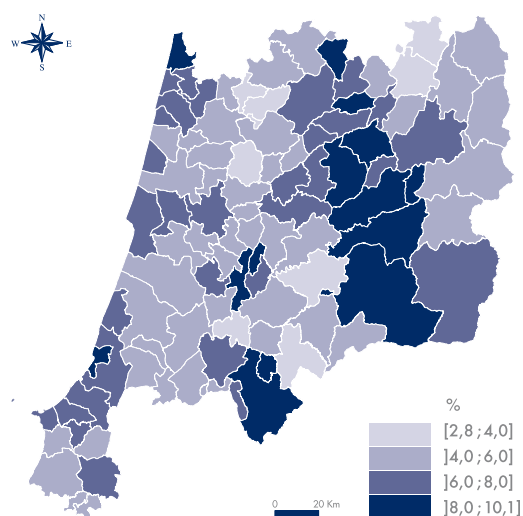 N
W E
S
%
]2,8 ; 4,0]
]4,0 ; 6,0]
]6,0 ; 8,0]
]8,0 ; 10,1]
0 20 Km